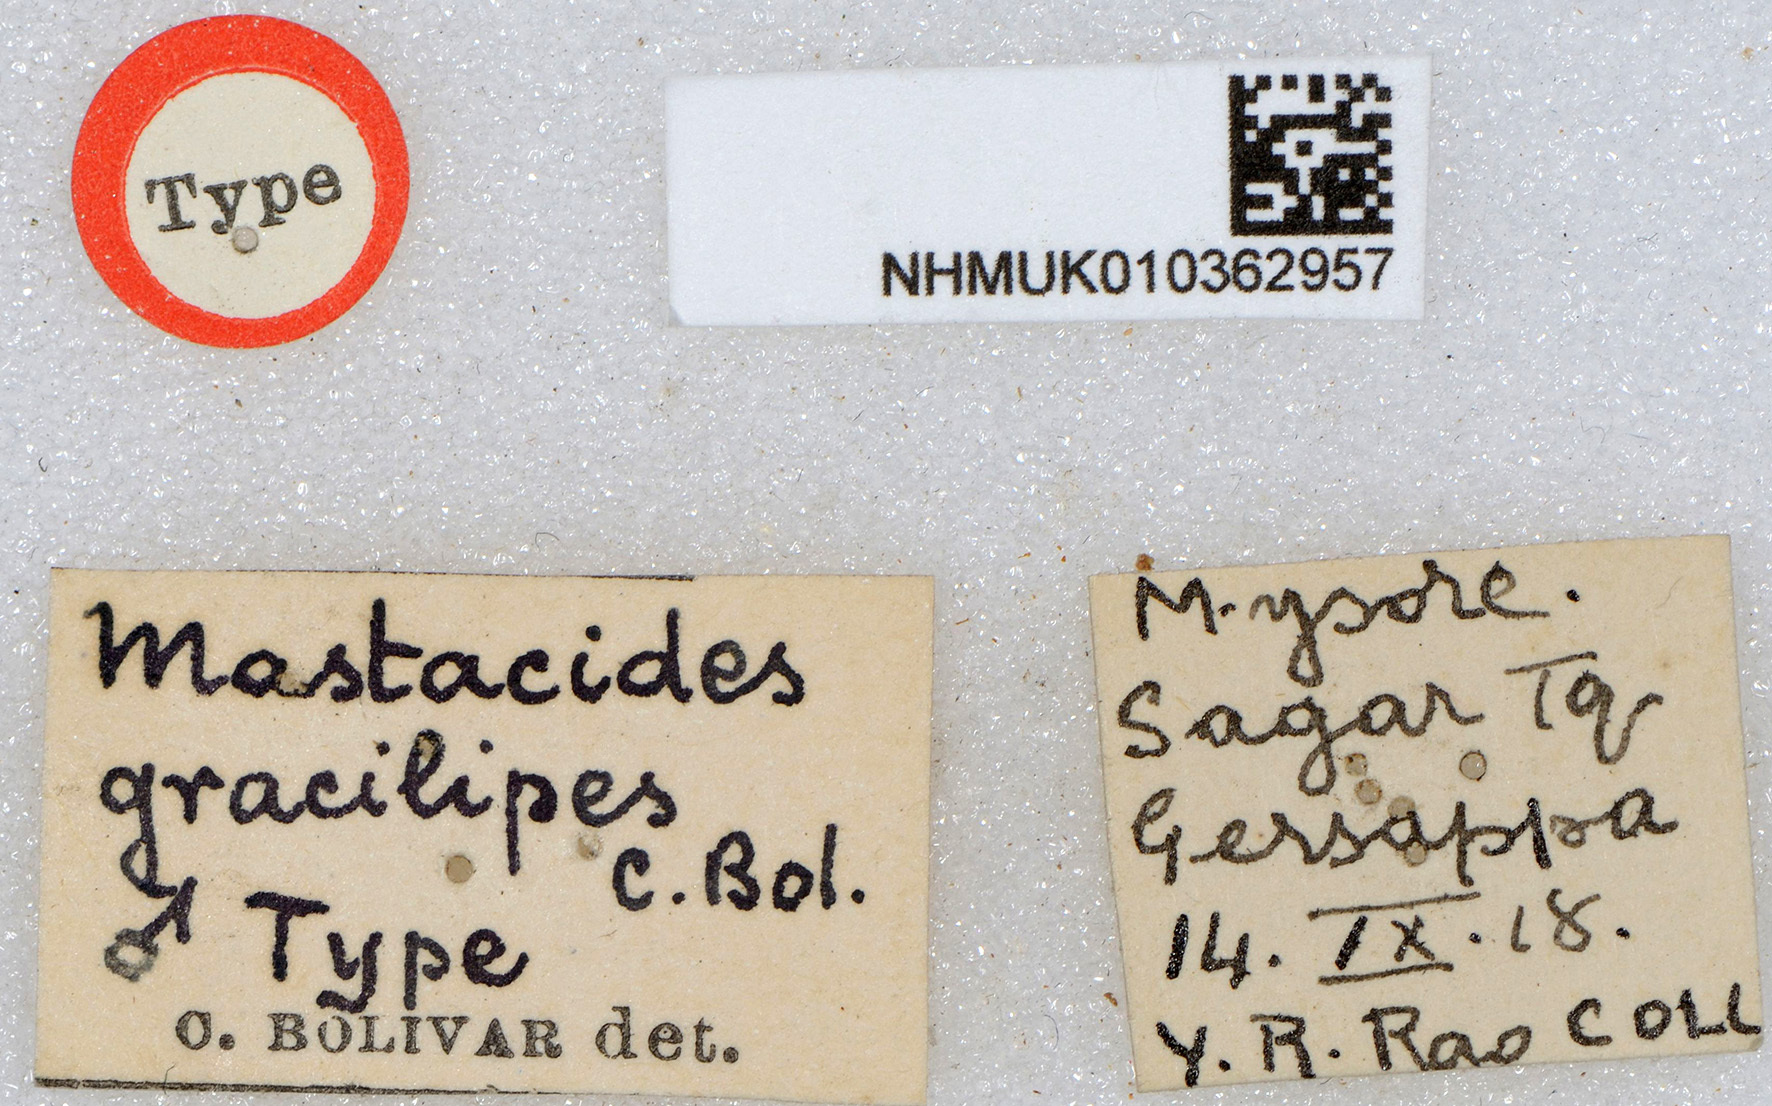 Type
NHMUK010362957
Mastacides
gracilipes
C. Bol.
♂ Type
C. BOLIVAR det.
Mysore.
Sagar Tq
Gersappa
14. IX. 18.
Y. R. Rao COLL